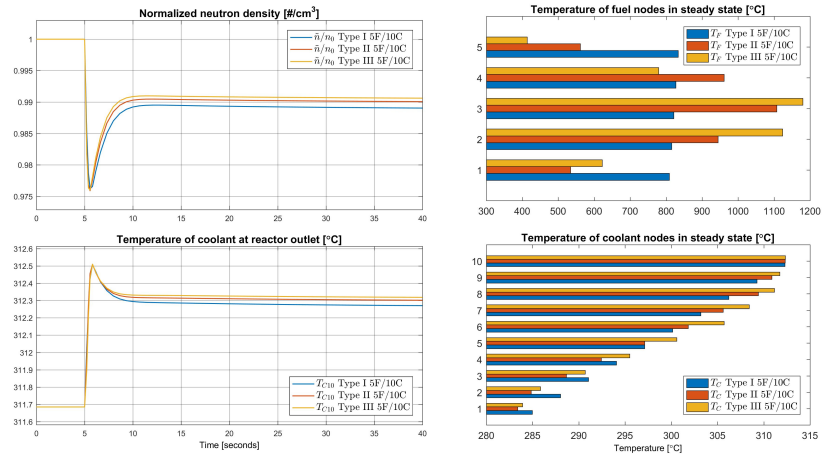 Normalized neutron density [#/cm³]
1
0.995
0.99
0.985
0.98
0.975
0 5 10 15 20 25 30 35 40
ñ/n₀ Type I 5F/10C
ñ/n₀ Type II 5F/10C
ñ/n₀ Type III 5F/10C
Temperature of coolant at reactor outlet [°C]
312.6
312.5
312.4
312.3
312.2
312.1
312
311.9
311.8
311.7
311.6
0 5 10 15 20 25 30 35 40
Time [seconds]
T_C10 Type I 5F/10C
T_C10 Type II 5F/10C
T_C10 Type III 5F/10C
Temperature of fuel nodes in steady state [°C]
5
4
3
2
1
300 400 500 600 700 800 900 1000 1100 1200
T_F Type I 5F/10C
T_F Type II 5F/10C
T_F Type III 5F/10C
Temperature of coolant nodes in steady state [°C]
10
9
8
7
6
5
4
3
2
1
280 285 290 295 300 305 310 315
Temperature [°C]
T_C Type I 5F/10C
T_C Type II 5F/10C
T_C Type III 5F/10C